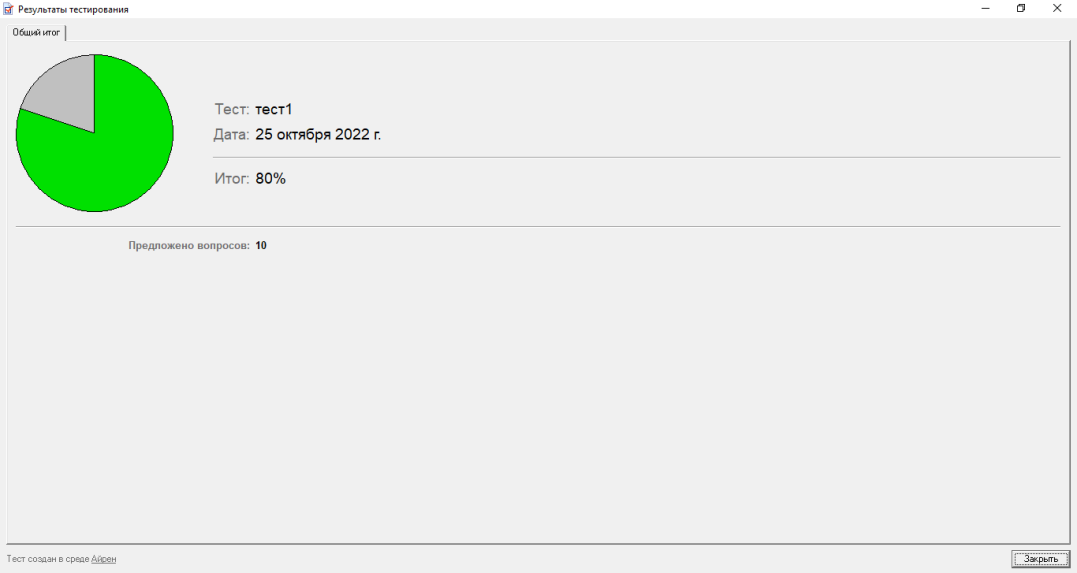 Результаты тестирования
Общий итог
Тест: тест1
Дата: 25 октября 2022 г.
Итог: 80%
Предложено вопросов: 10
Тест создан в среде Айрен
Закрыть